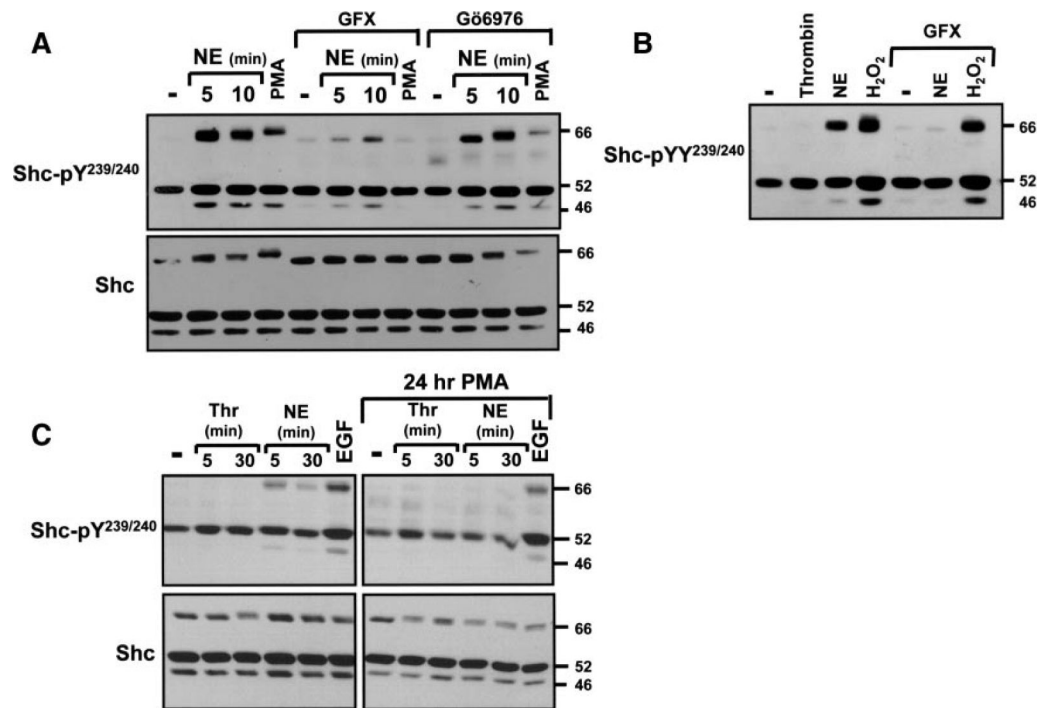 A
GFX
Gö6976
NE (min)
PMA
NE (min)
PMA
NE (min)
PMA
- 5 10 - 5 10 - 5 10
Shc-pY239/240
66
52
46
Shc
66
52
46
B
GFX
- Thrombin NE H2O2 - NE H2O2
Shc-pYY239/240
66
52
46
C
24 hr PMA
Thr (min)
NE (min)
EGF
Thr (min)
NE (min)
EGF
- 5 30 5 30 - 5 30 5 30
Shc-pY239/240
66
52
46
Shc
66
52
46